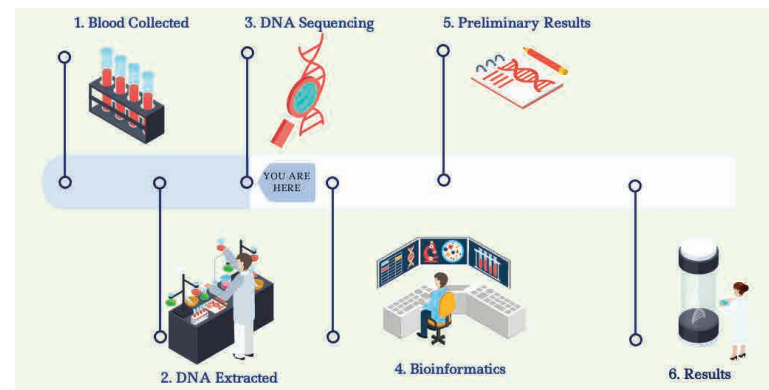 1. Blood Collected
3. DNA Sequencing
5. Preliminary Results
YOU ARE
HERE
2. DNA Extracted
4. Bioinformatics
6. Results